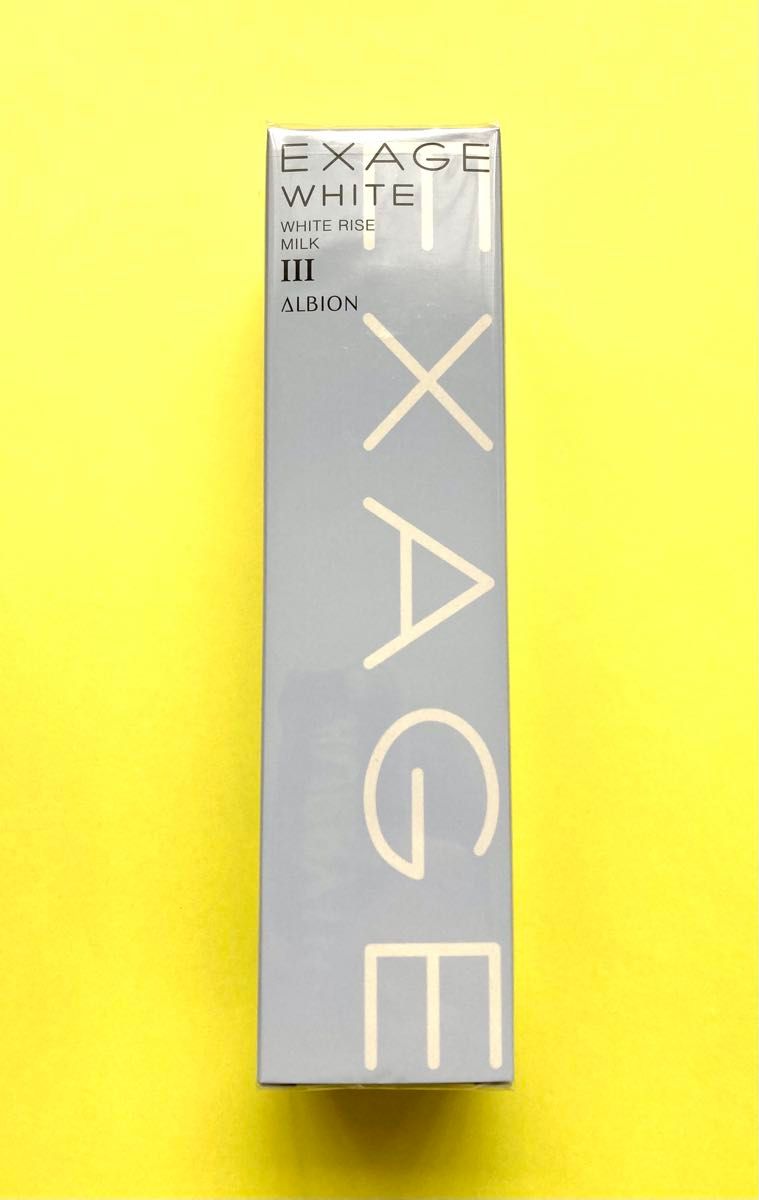 EXAGE
WHITE
WHITE RISE
MILK
III
ALBION
EXAGE